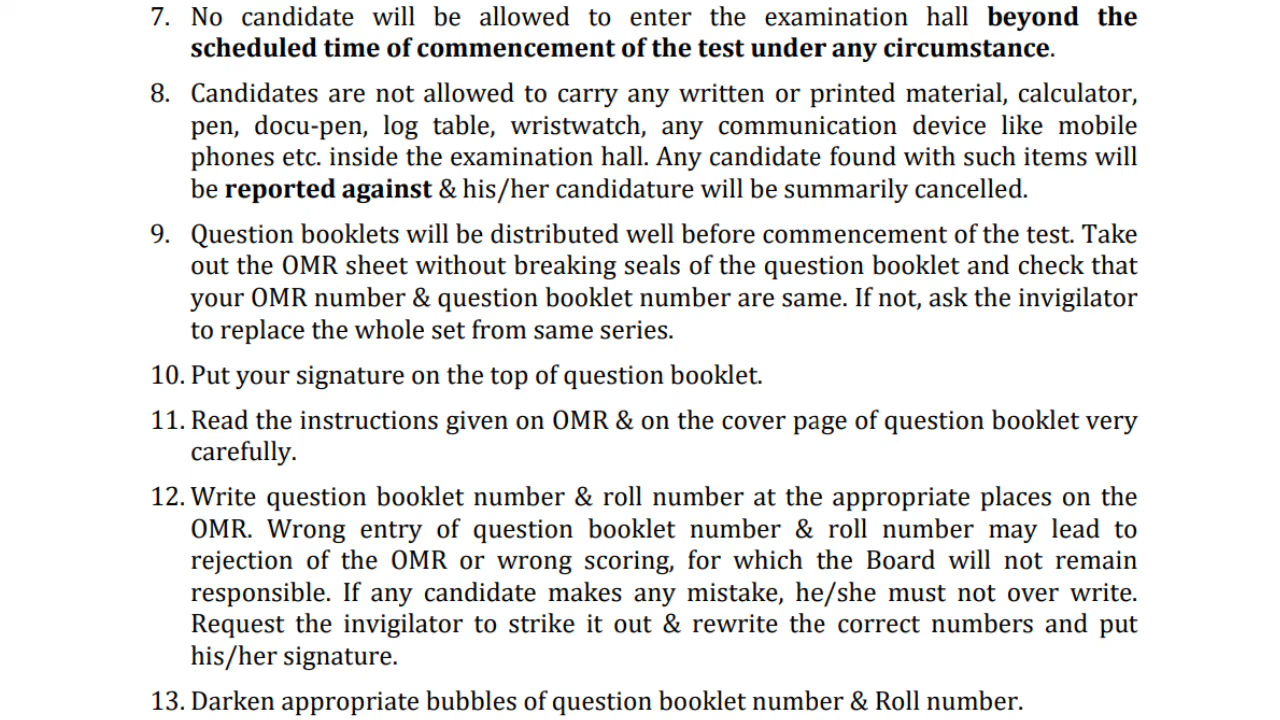 7. No candidate will be allowed to enter the examination hall beyond the
scheduled time of commencement of the test under any circumstance.
8. Candidates are not allowed to carry any written or printed material, calculator,
pen, docu-pen, log table, wristwatch, any communication device like mobile
phones etc. inside the examination hall. Any candidate found with such items will
be reported against & his/her candidature will be summarily cancelled.
9. Question booklets will be distributed well before commencement of the test. Take
out the OMR sheet without breaking seals of the question booklet and check that
your OMR number & question booklet number are same. If not, ask the invigilator
to replace the whole set from same series.
10. Put your signature on the top of question booklet.
11. Read the instructions given on OMR & on the cover page of question booklet very
carefully.
12. Write question booklet number & roll number at the appropriate places on the
OMR. Wrong entry of question booklet number & roll number may lead to
rejection of the OMR or wrong scoring, for which the Board will not remain
responsible. If any candidate makes any mistake, he/she must not over write.
Request the invigilator to strike it out & rewrite the correct numbers and put
his/her signature.
13. Darken appropriate bubbles of question booklet number & Roll number.